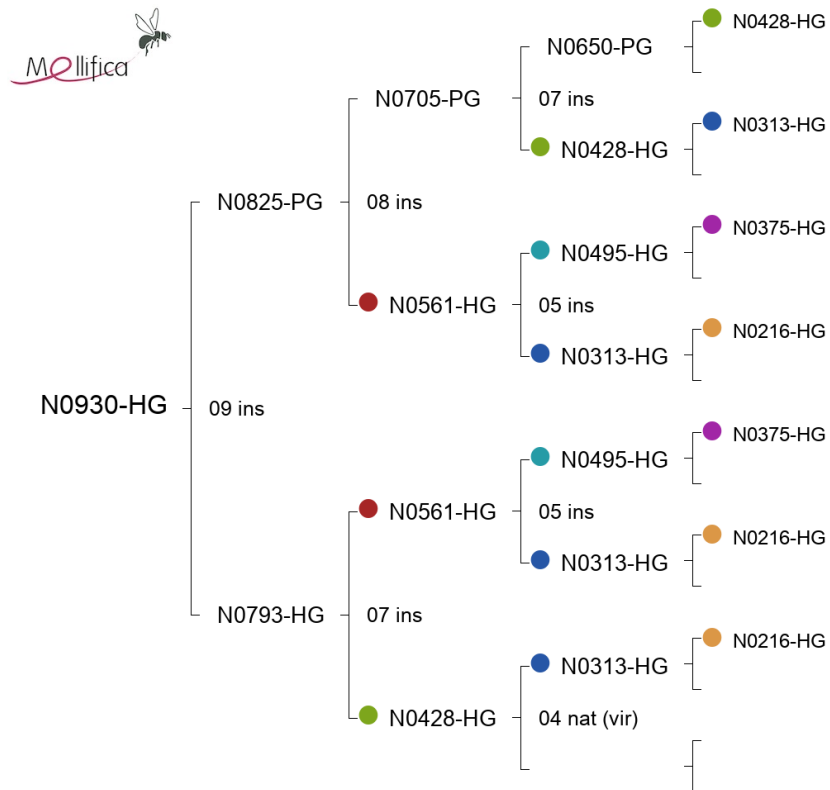 Mellifica
N0428-HG
N0650-PG
N0705-PG
07 ins
N0313-HG
N0428-HG
N0825-PG
08 ins
N0375-HG
N0495-HG
N0561-HG
05 ins
N0216-HG
N0313-HG
N0930-HG
09 ins
N0375-HG
N0495-HG
N0561-HG
05 ins
N0216-HG
N0313-HG
N0793-HG
07 ins
N0216-HG
N0313-HG
N0428-HG
04 nat (vir)